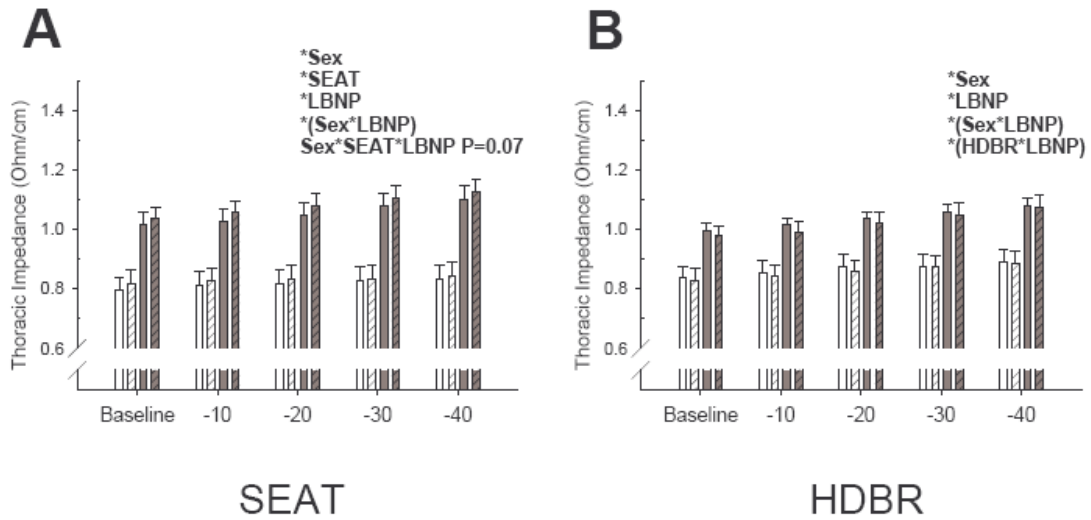 A
*Sex
*SEAT
*LBNP
*(Sex*LBNP)
Sex*SEAT*LBNP P=0.07
Thoracic Impedance (Ohm/cm)
1.4
1.2
1.0
0.8
0.6
Baseline -10 -20 -30 -40
SEAT
B
*Sex
*LBNP
*(Sex*LBNP)
*(HDBR*LBNP)
Thoracic Impedance (Ohm/cm)
1.4
1.2
1.0
0.8
0.6
Baseline -10 -20 -30 -40
HDBR